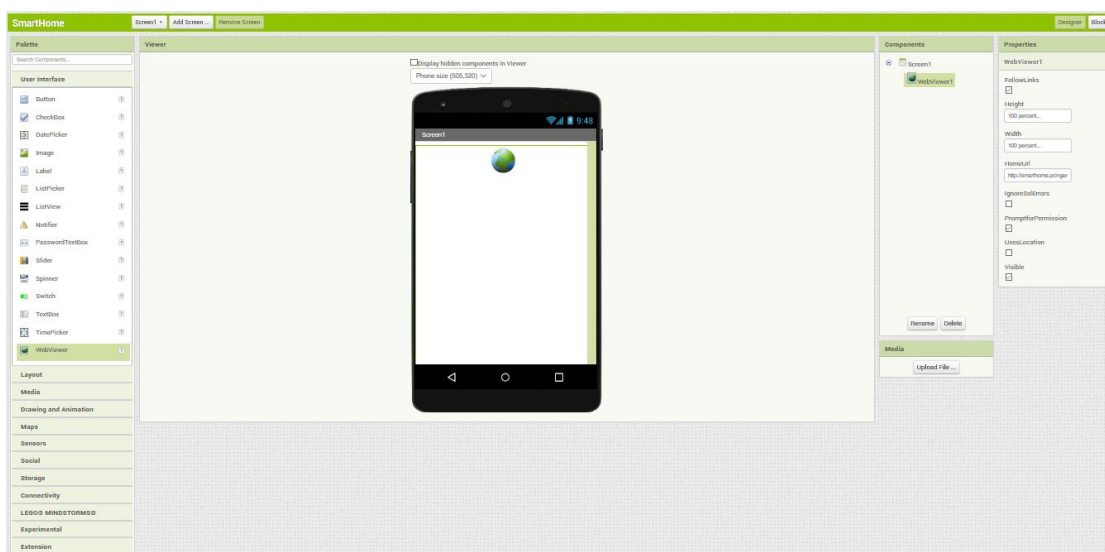 SmartHome
Screen1
Add Screen ...
Remove Screen
Designer
Block
Palette
Search Components...
User Interface
Button
CheckBox
DatePicker
Image
Label
ListPicker
ListView
Notifier
PasswordTextBox
Slider
Spinner
Switch
TextBox
TimePicker
WebViewer
Layout
Media
Drawing and Animation
Maps
Sensors
Social
Storage
Connectivity
LEGO® MINDSTORMS®
Experimental
Extension
Viewer
Display hidden components in Viewer
Phone size (505,320)
9:48
Screen1
Components
Screen1
WebViewer1
Rename
Delete
Media
Upload File ...
Properties
WebViewer1
FollowLinks
Height
100 percent...
Width
100 percent...
HomeUrl
IgnoreSslErrors
PromptforPermission
UsesLocation
Visible